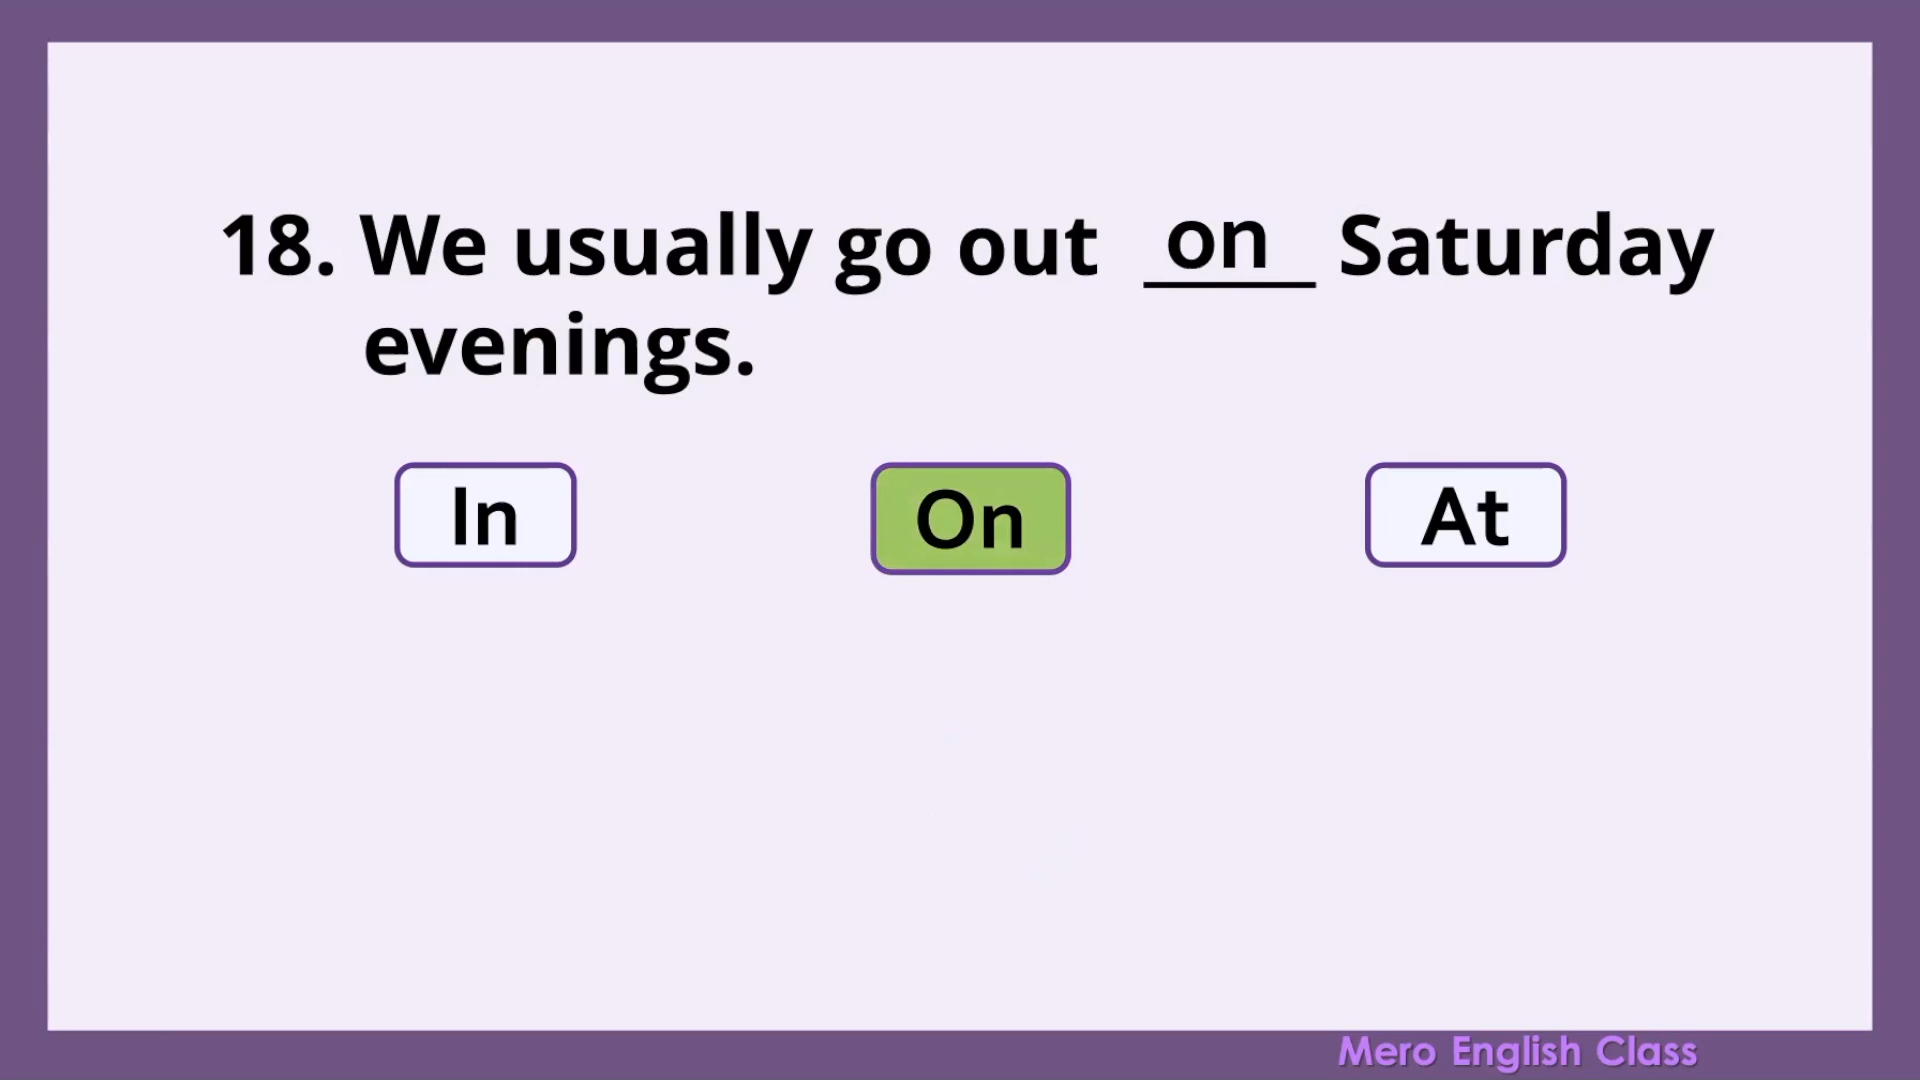 18. We usually go out on Saturday
evenings.
In On At
Mero English Class